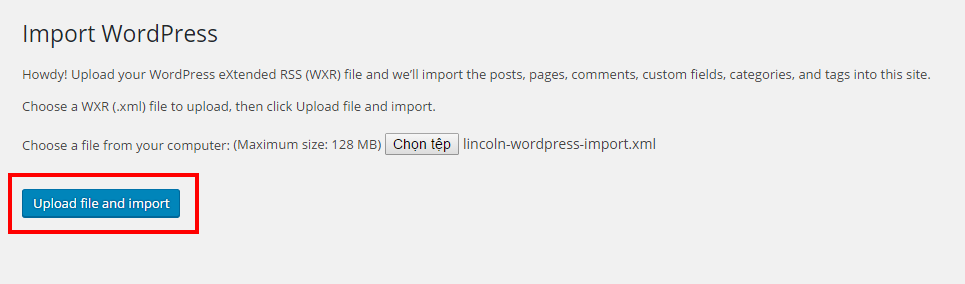 Import WordPress
Howdy! Upload your WordPress eXtended RSS (WXR) file and we'll import the posts, pages, comments, custom fields, categories, and tags into this site.
Choose a WXR (.xml) file to upload, then click Upload file and import.
Choose a file from your computer: (Maximum size: 128 MB) Chọn tệp lincoln-wordpress-import.xml
Upload file and import